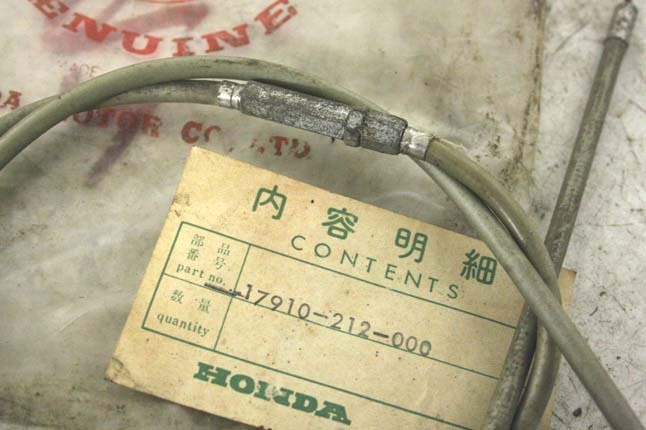 GENUINE
MOTOR CO., LTD.
内容明細
CONTENTS
部品
番号
part no.
17910-212-000
数量
quantity
HONDA